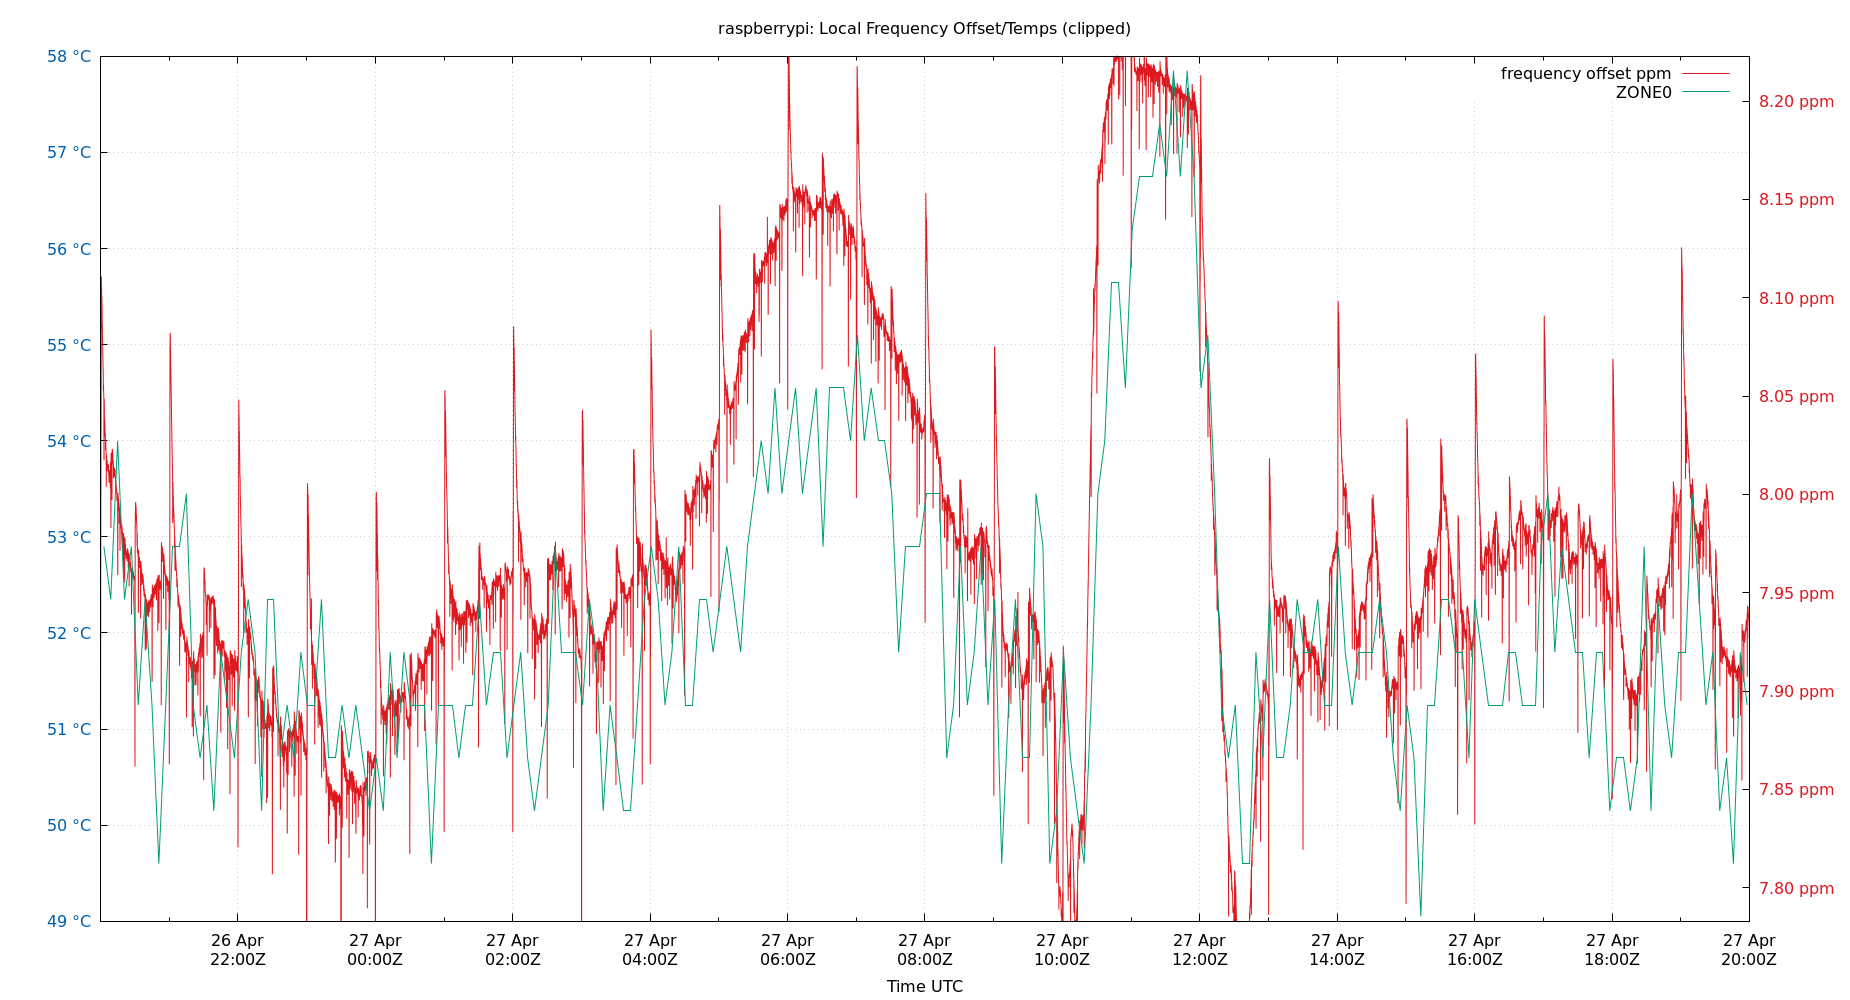 raspberrypi: Local Frequency Offset/Temps (clipped)
frequency offset ppm
ZONE0
58 °C
57 °C
56 °C
55 °C
54 °C
53 °C
52 °C
51 °C
50 °C
49 °C
8.20 ppm
8.15 ppm
8.10 ppm
8.05 ppm
8.00 ppm
7.95 ppm
7.90 ppm
7.85 ppm
7.80 ppm
26 Apr 27 Apr 27 Apr 27 Apr 27 Apr 27 Apr 27 Apr 27 Apr 27 Apr 27 Apr 27 Apr 27 Apr
22:00Z 00:00Z 02:00Z 04:00Z 06:00Z 08:00Z 10:00Z 12:00Z 14:00Z 16:00Z 18:00Z 20:00Z
Time UTC